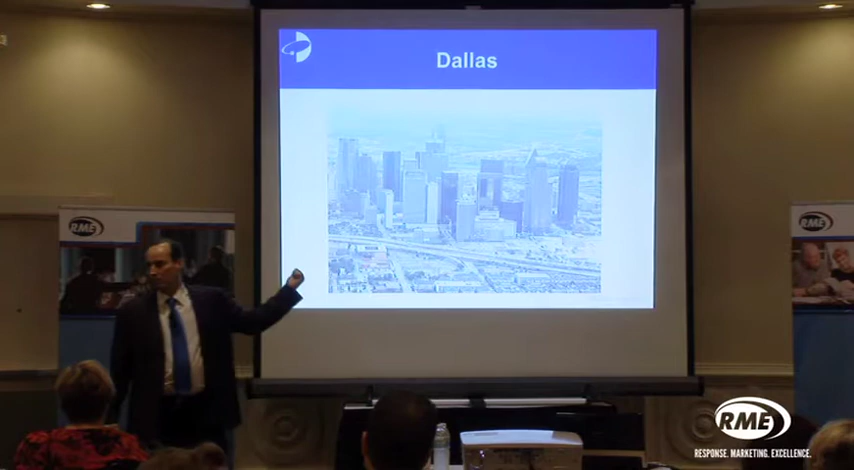 Dallas
RME
RME
RME
RESPONSE. MARKETING. EXCELLENCE.